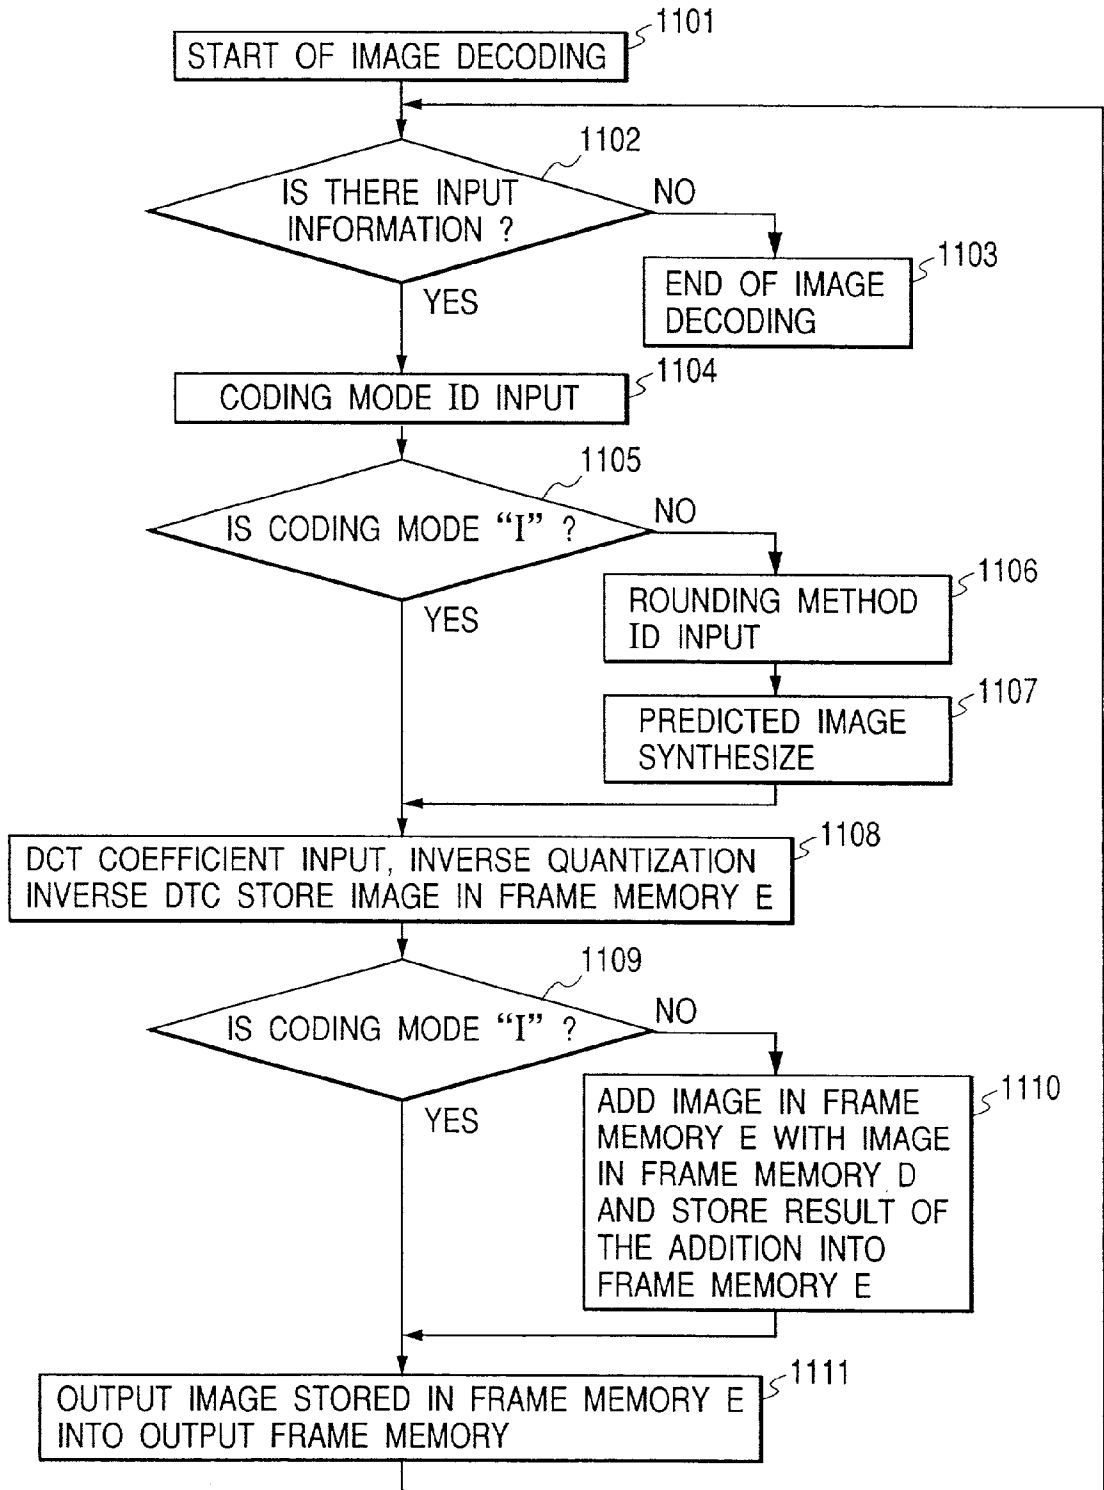 1101
START OF IMAGE DECODING
1102
IS THERE INPUT
INFORMATION ?
NO
1103
END OF IMAGE
DECODING
YES
1104
CODING MODE ID INPUT
1105
IS CODING MODE “I” ?
NO
1106
ROUNDING METHOD
ID INPUT
YES
1107
PREDICTED IMAGE
SYNTHESIZE
1108
DCT COEFFICIENT INPUT, INVERSE QUANTIZATION
INVERSE DTC STORE IMAGE IN FRAME MEMORY E
1109
IS CODING MODE “I” ?
NO
1110
ADD IMAGE IN FRAME
MEMORY E WITH IMAGE
IN FRAME MEMORY D
AND STORE RESULT OF
THE ADDITION INTO
FRAME MEMORY E
YES
1111
OUTPUT IMAGE STORED IN FRAME MEMORY E
INTO OUTPUT FRAME MEMORY